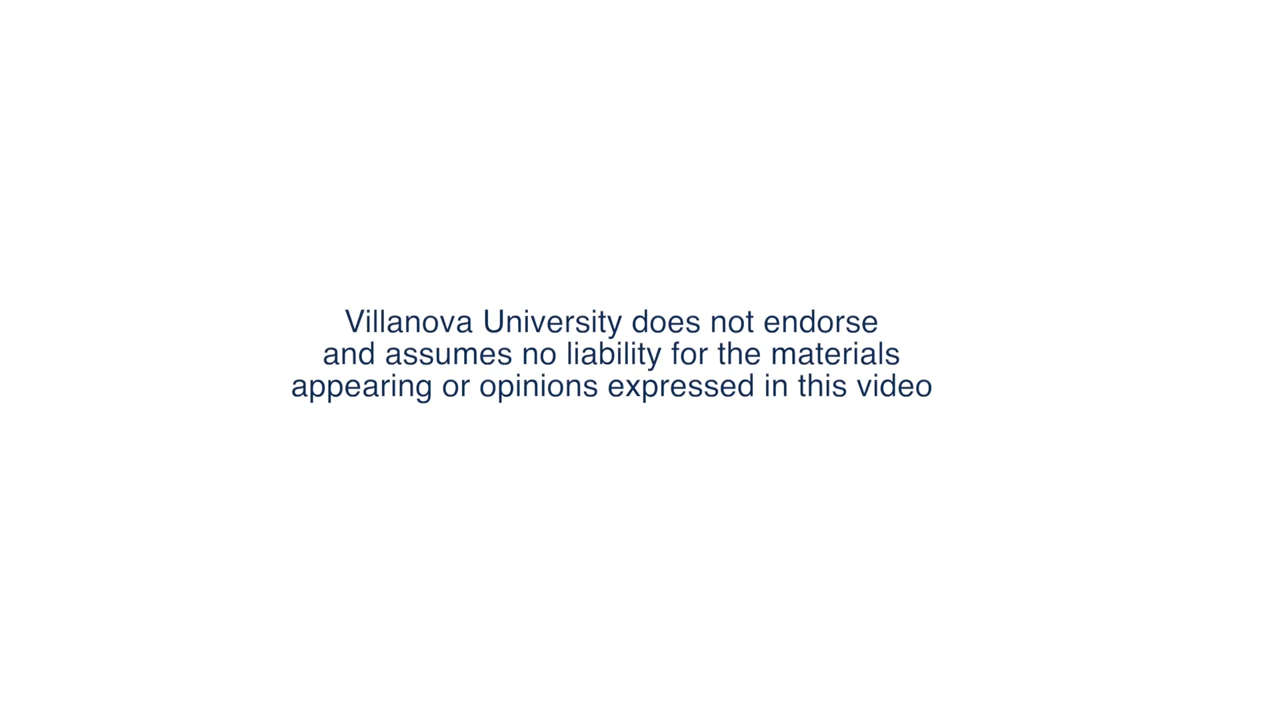 Villanova University does not endorse
and assumes no liability for the materials
appearing or opinions expressed in this video